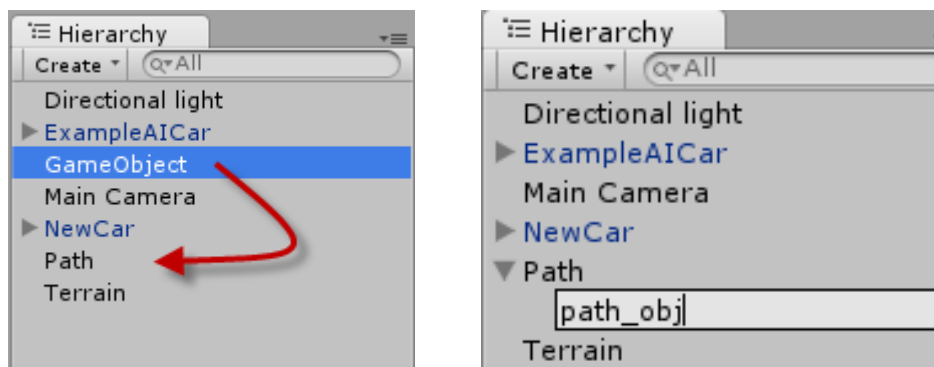 Hierarchy
Create All
Directional light
ExampleAICar
GameObject
Main Camera
NewCar
Path
Terrain
Hierarchy
Create All
Directional light
ExampleAICar
Main Camera
NewCar
Path
path_obj
Terrain